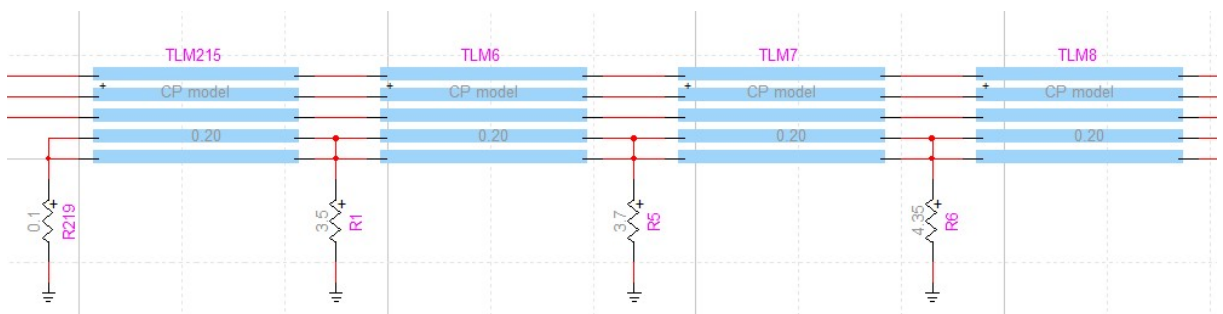 TLM215 TLM6 TLM7 TLM8
+ CP model + CP model + CP model + CP model
0.20 0.20 0.20 0.20
0.1 + R219 3.5 + R1 3.7 + R5 4.35 + R6